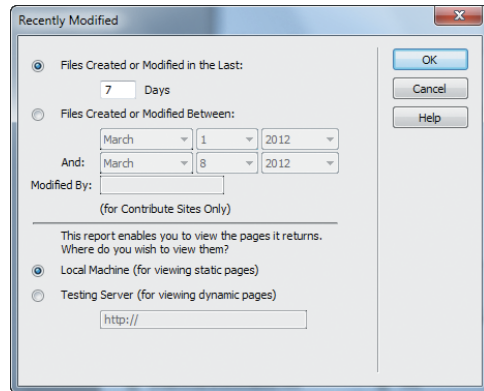 Recently Modified
Files Created or Modified in the Last:
7 Days
Files Created or Modified Between:
March 1 2012
And: March 8 2012
Modified By:
(for Contribute Sites Only)
This report enables you to view the pages it returns.
Where do you wish to view them?
Local Machine (for viewing static pages)
Testing Server (for viewing dynamic pages)
http://
OK
Cancel
Help